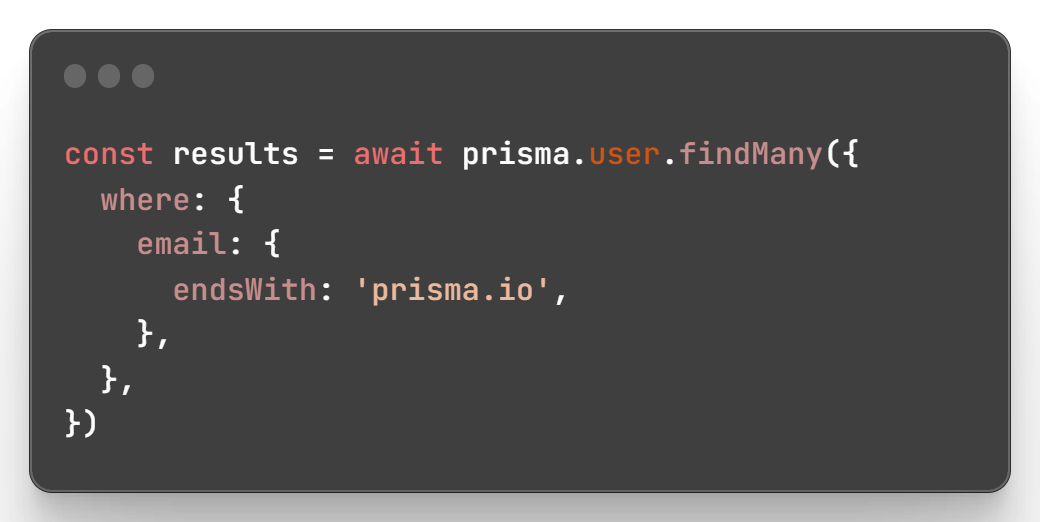 const results = await prisma.user.findMany({
  where: {
    email: {
      endsWith: 'prisma.io',
    },
  },
})